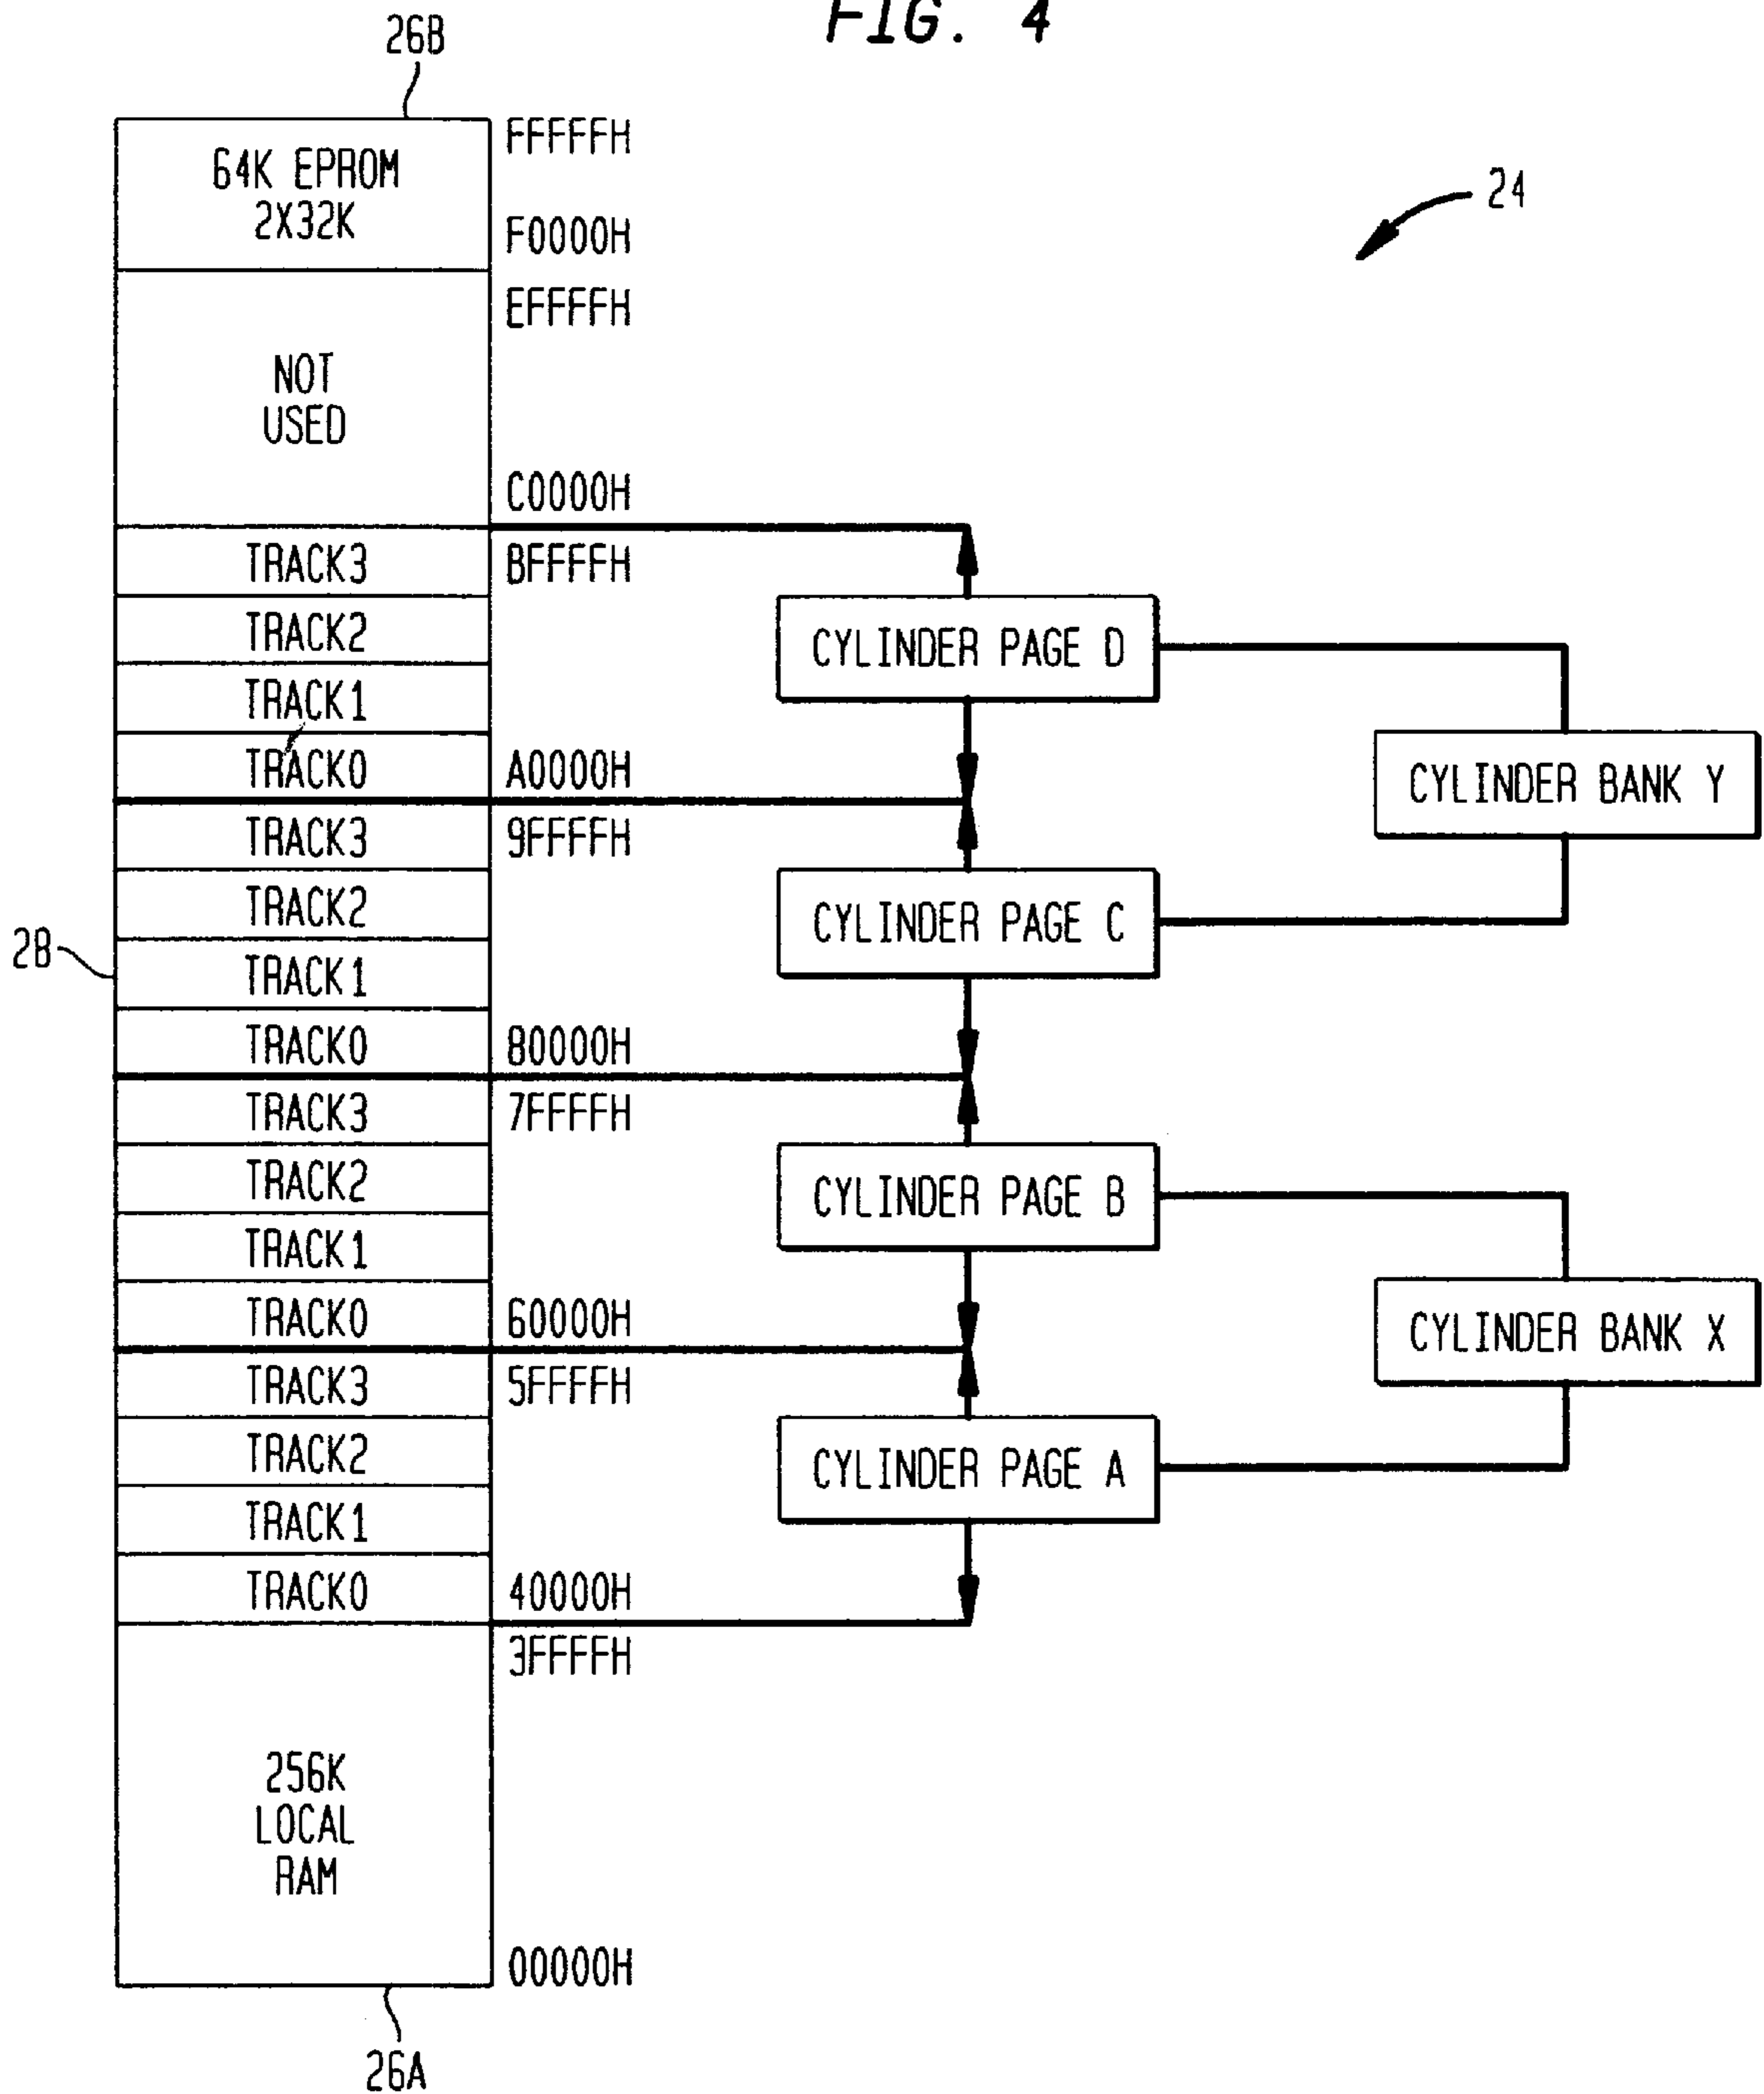 FIG. 4
26B
64K EPROM
2X32K
FFFFFH
F0000H
24
NOT
USED
EFFFFH
C0000H
TRACK3
BFFFFH
TRACK2
TRACK1
TRACK0
A0000H
CYLINDER PAGE D
CYLINDER BANK Y
TRACK3
9FFFFH
TRACK2
TRACK1
TRACK0
80000H
CYLINDER PAGE C
28
TRACK3
7FFFFH
TRACK2
TRACK1
TRACK0
60000H
CYLINDER PAGE B
CYLINDER BANK X
TRACK3
5FFFFH
TRACK2
TRACK1
TRACK0
40000H
CYLINDER PAGE A
3FFFFH
256K
LOCAL
RAM
00000H
26A